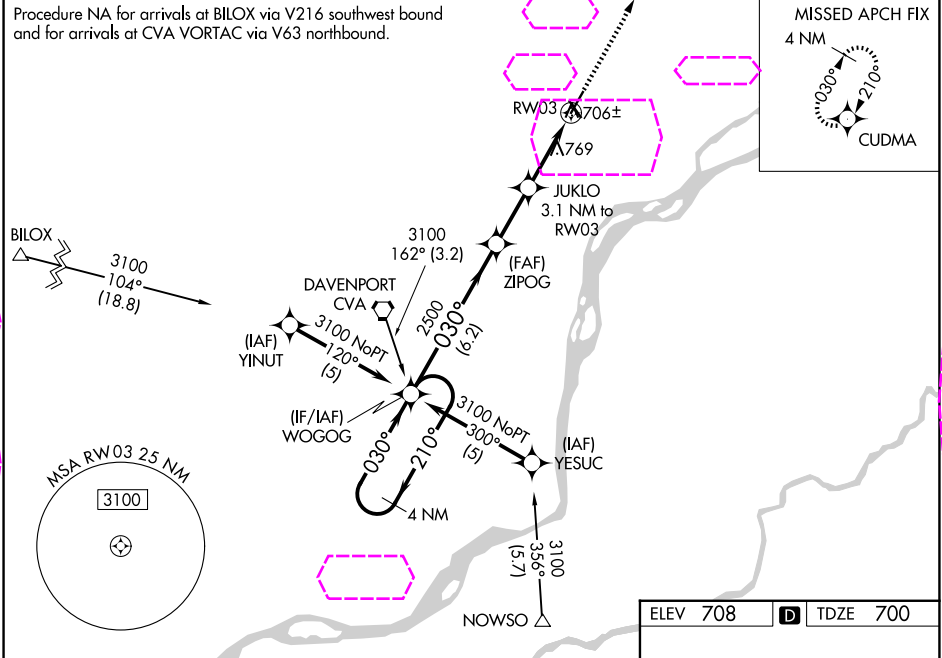 Procedure NA for arrivals at BILOX via V216 southwest bound
and for arrivals at CVA VORTAC via V63 northbound.
MISSED APCH FIX
4 NM
030°
210°
CUDMA
RW03
706±
769
JUKLO
3.1 NM to
RW03
BILOX
3100
104°
(18.8)
3100
162° (3.2)
DAVENPORT
CVA
(FAF)
ZIPOG
2500
030°
(6.2)
(IAF)
YINUT
3100 NoPT
120°
(5)
(IF/IAF)
WOGOG
3100 NoPT
300°
(5)
(IAF)
YESUC
030°
210°
4 NM
MSA RW03 25 NM
3100
3100
356°
(5.7)
NOWSO
ELEV 708
D
TDZE 700